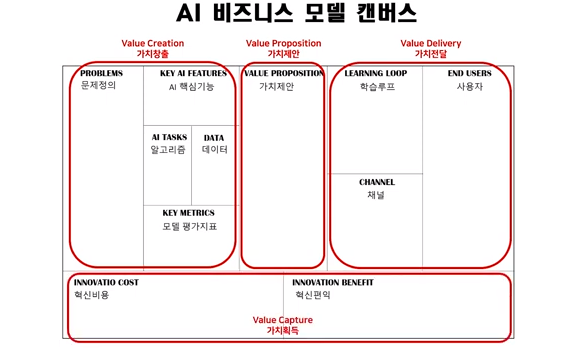 AI 비즈니스 모델 캔버스
Value Creation
가치창출
Value Proposition
가치제안
Value Delivery
가치전달
PROBLEMS
문제정의
KEY AI FEATURES
AI 핵심기능
AI TASKS
알고리즘
DATA
데이터
KEY METRICS
모델 평가지표
VALUE PROPOSITION
가치제안
LEARNING LOOP
학습루프
CHANNEL
채널
END USERS
사용자
INNOVATIO COST
혁신비용
INNOVATION BENEFIT
혁신편익
Value Capture
가치획득